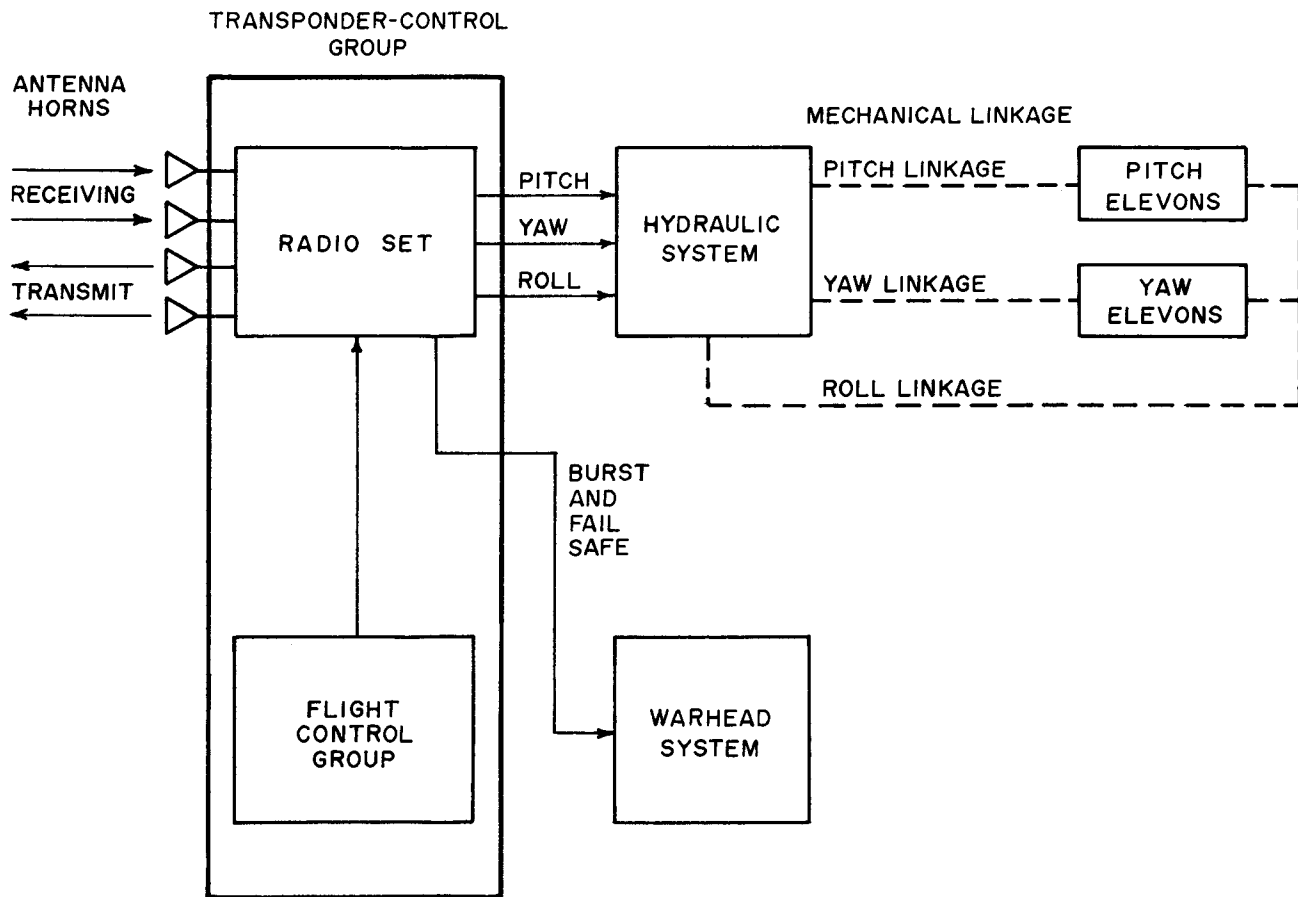 TRANSPONDER-CONTROL
GROUP
ANTENNA
HORNS
RECEIVING
TRANSMIT
RADIO SET
PITCH
YAW
ROLL
HYDRAULIC
SYSTEM
MECHANICAL LINKAGE
PITCH LINKAGE
YAW LINKAGE
ROLL LINKAGE
PITCH
ELEVONS
YAW
ELEVONS
BURST
AND
FAIL
SAFE
FLIGHT
CONTROL
GROUP
WARHEAD
SYSTEM